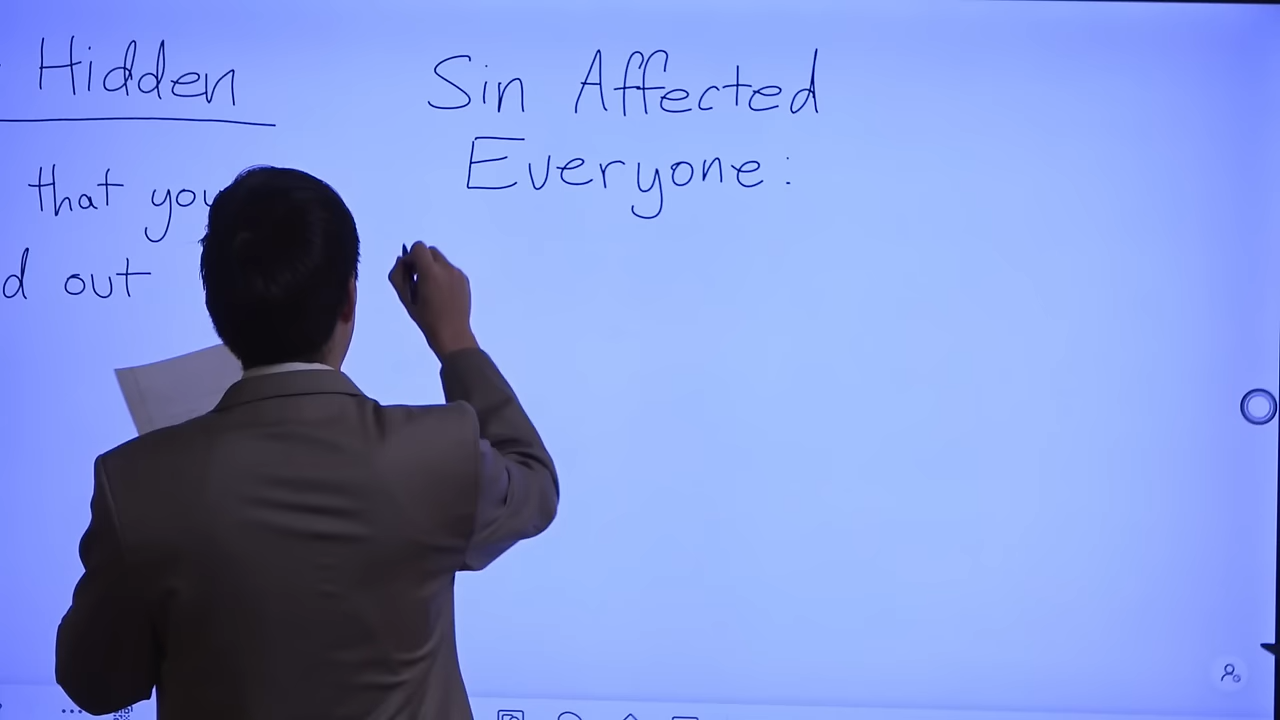 Hidden
that you
out
Sin Affected
Everyone: